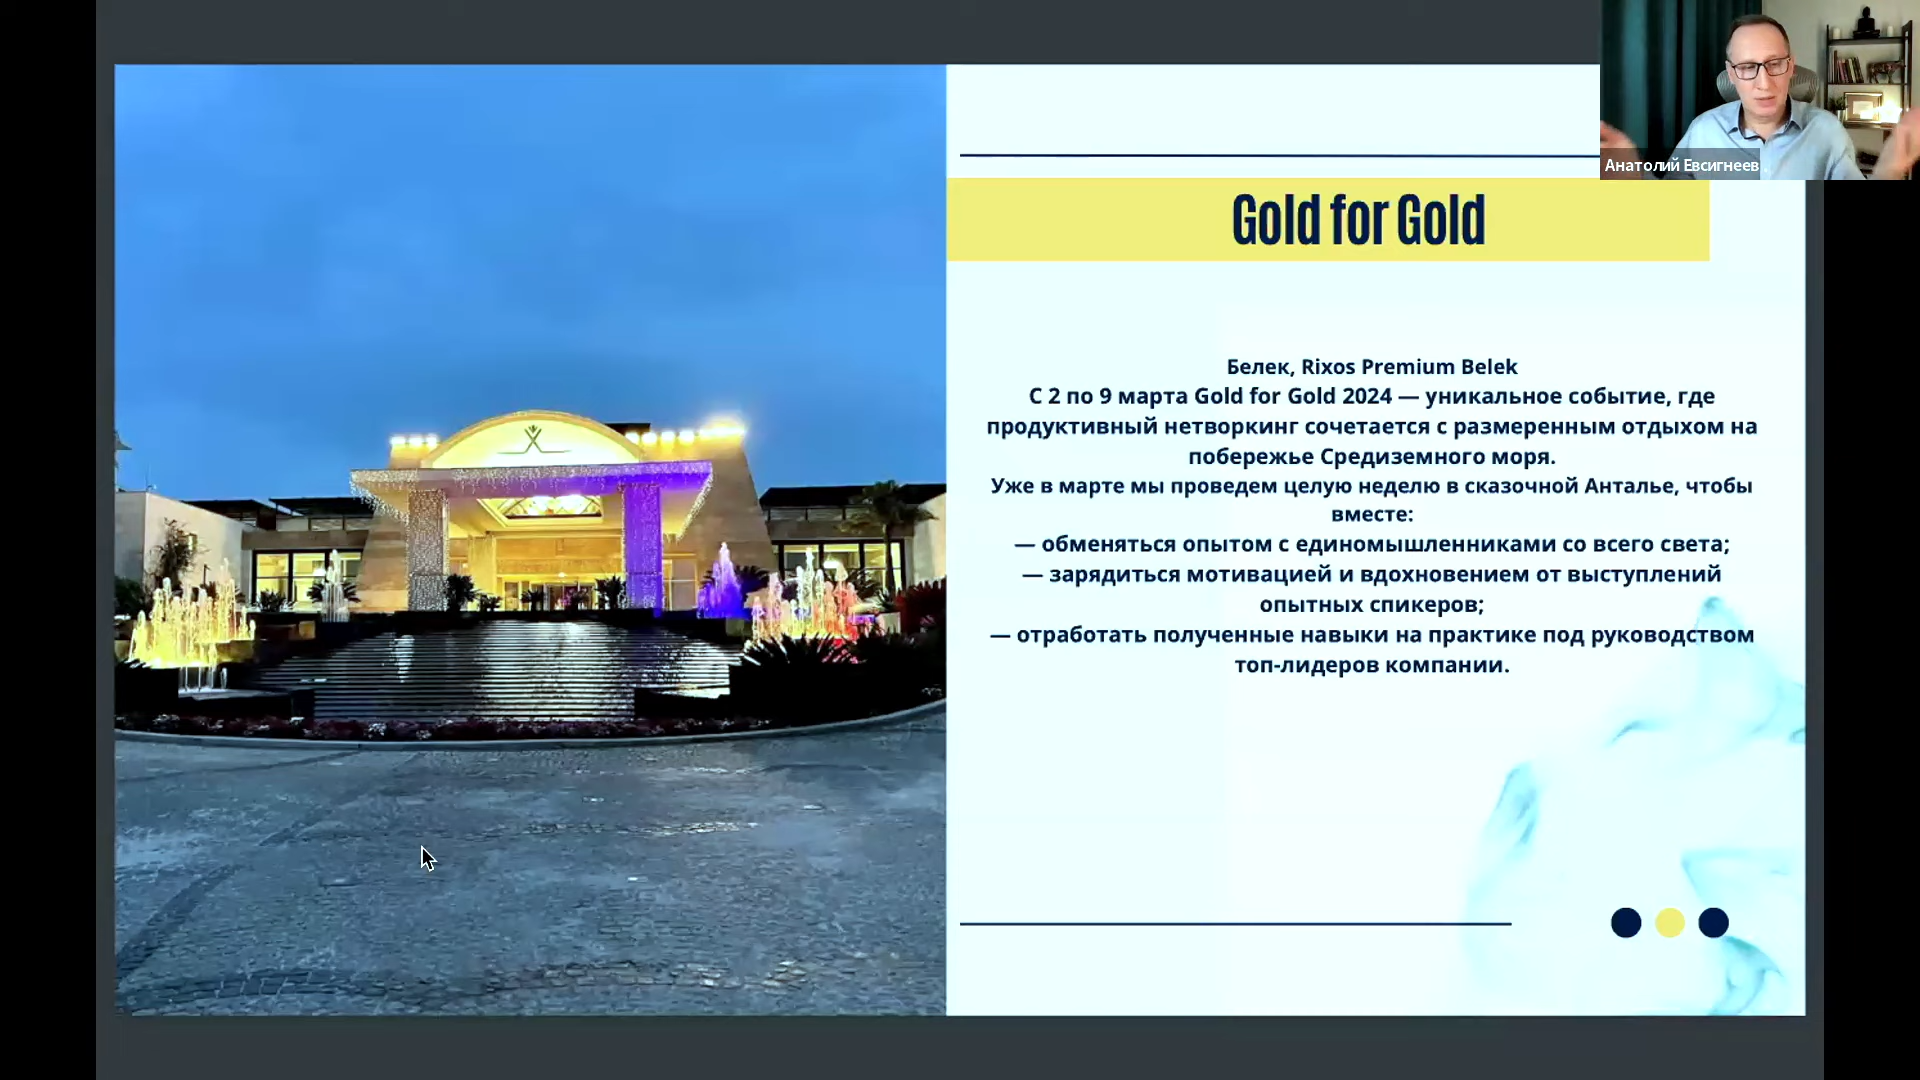 Анатолий Евсигнеев
Gold for Gold
Белек, Rixos Premium Belek
С 2 по 9 марта Gold for Gold 2024 — уникальное событие, где
продуктивный нетворкинг сочетается с размеренным отдыхом на
побережье Средиземного моря.
Уже в марте мы проведем целую неделю в сказочной Анталье, чтобы
вместе:
— обменяться опытом с единомышленниками со всего света;
— зарядиться мотивацией и вдохновением от выступлений
опытных спикеров;
— отработать полученные навыки на практике под руководством
топ-лидеров компании.